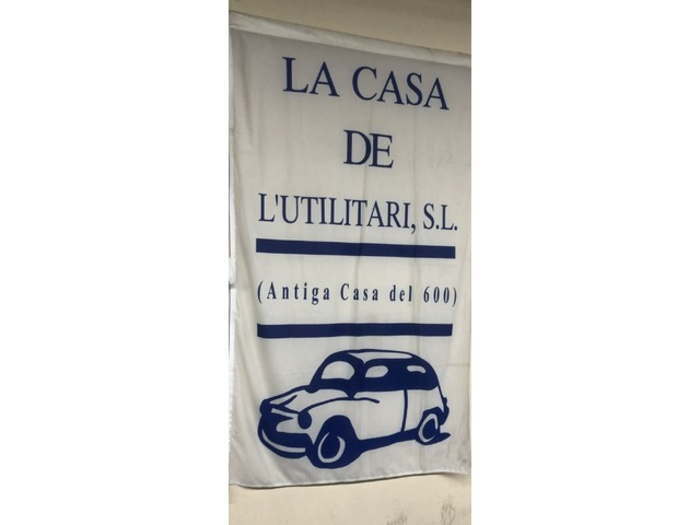 LA CASA
DE
L'UTILITARI, S.L.
(Antiga Casa del 600)